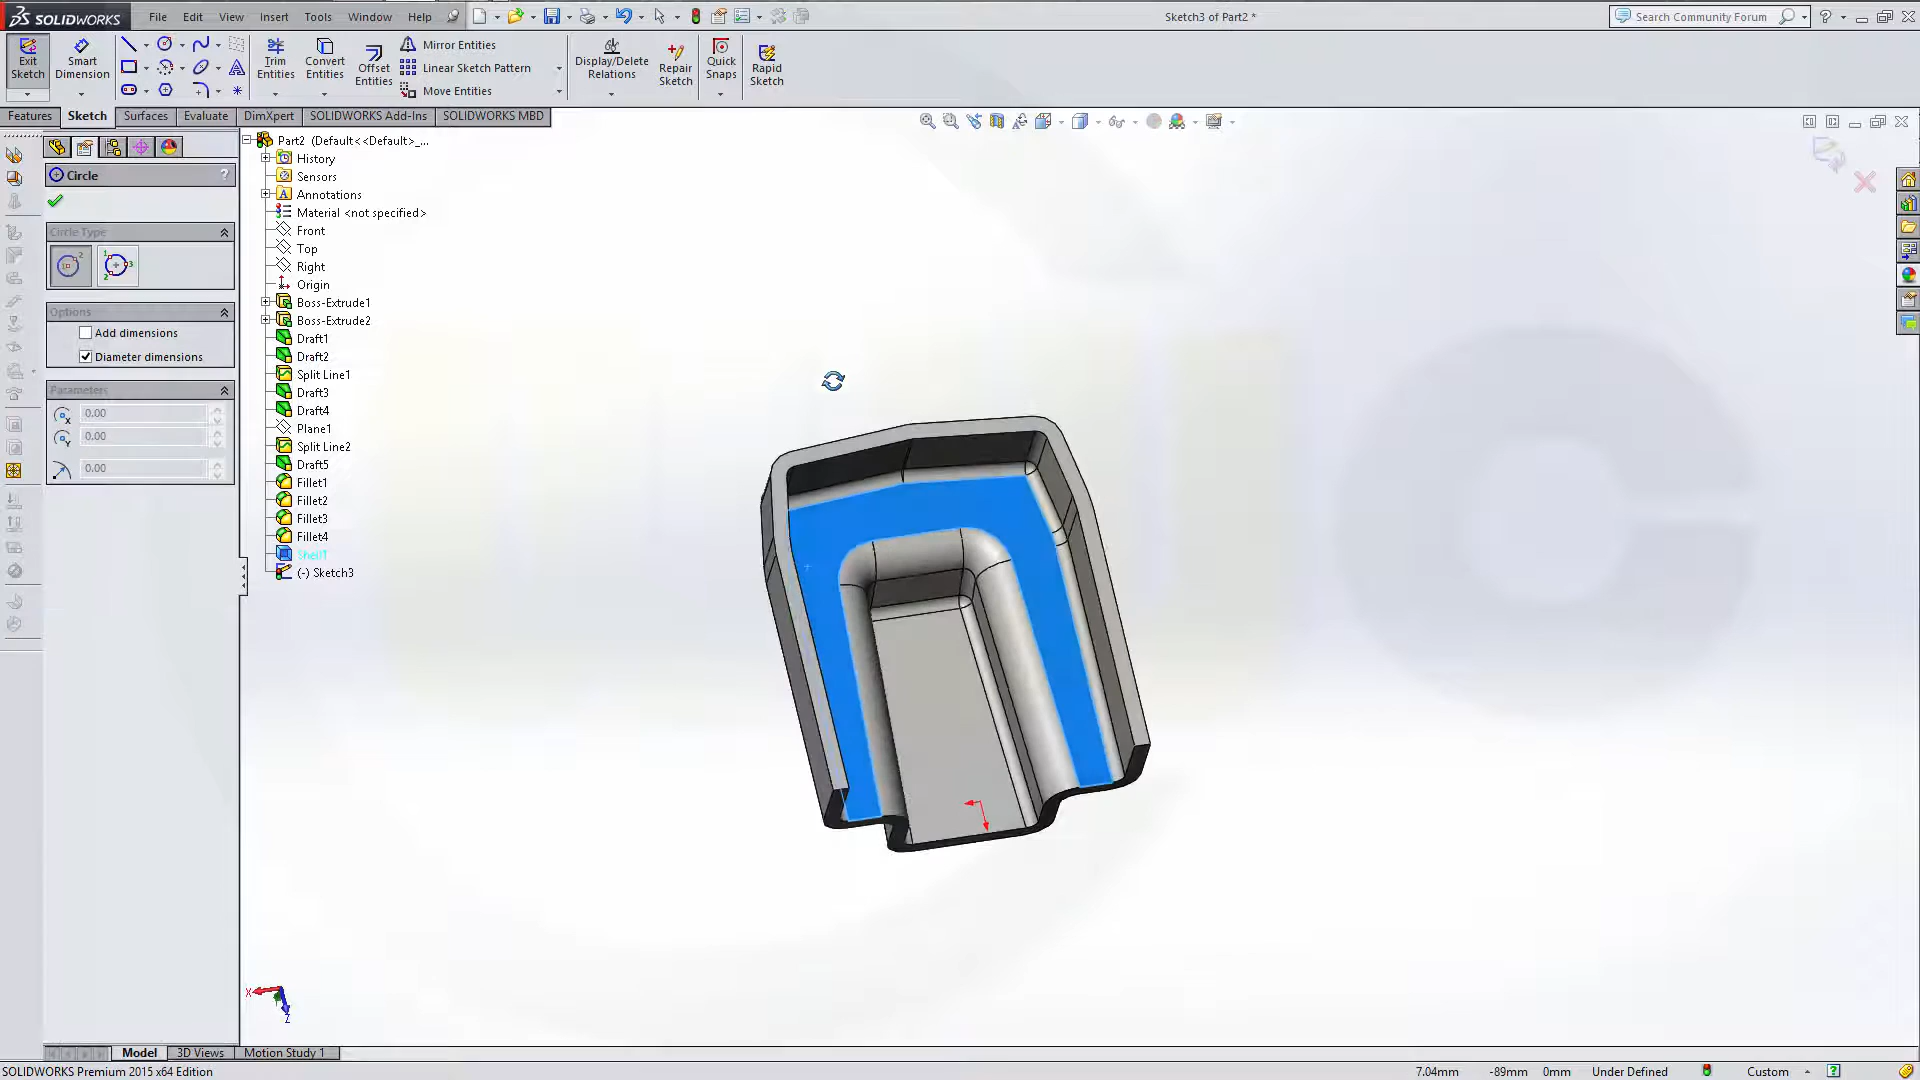 SOLIDWORKS File Edit View Insert Tools Window Help Sketch3 of Part2 * Search Community Forum
Exit Sketch
Smart Dimension
Trim Entities
Convert Entities
Offset Entities
Mirror Entities
Linear Sketch Pattern
Move Entities
Display/Delete Relations
Repair Sketch
Quick Snaps
Rapid Sketch
Features Sketch Surfaces Evaluate DimXpert SOLIDWORKS Add-Ins SOLIDWORKS MBD
Circle ?
Circle Type
Options
Add dimensions
Diameter dimensions
Parameters
0.00
0.00
0.00
Part2 (Default<<Default>_...
History
Sensors
Annotations
Material <not specified>
Front
Top
Right
Origin
Boss-Extrude1
Boss-Extrude2
Draft1
Draft2
Split Line1
Draft3
Draft4
Plane1
Split Line2
Draft5
Fillet1
Fillet2
Fillet3
Fillet4
Shell1
(-) Sketch3
X
Z
Model 3D Views Motion Study 1
SOLIDWORKS Premium 2015 x64 Edition 7.04mm -89mm 0mm Under Defined Custom